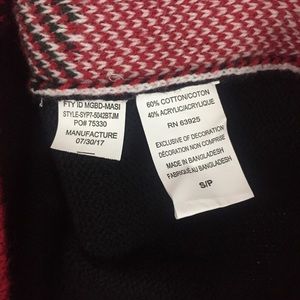 FTY ID MGBD-MASI
STYLE-SYP7-5042BTJM
PO# 75330
MANUFACTURE
07/30/17
60% COTTON/COTON
40% ACRYLIC/ACRYLIQUE
RN 83925
EXCLUSIVE OF DECORATION
DÉCORATION NON COMPRISE
MADE IN BANGLADESH
FABRIQUÉ AU BANGLADESH
S/P